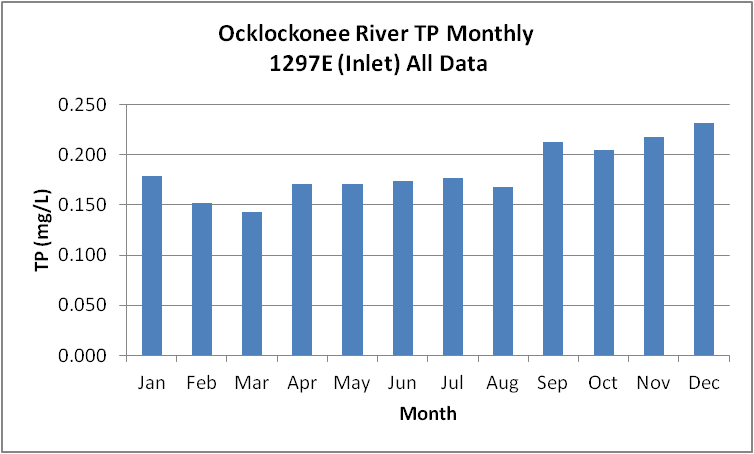 Ocklockonee River TP Monthly
1297E (Inlet) All Data
TP (mg/L)
0.250
0.200
0.150
0.100
0.050
0.000
Jan Feb Mar Apr May Jun Jul Aug Sep Oct Nov Dec
Month